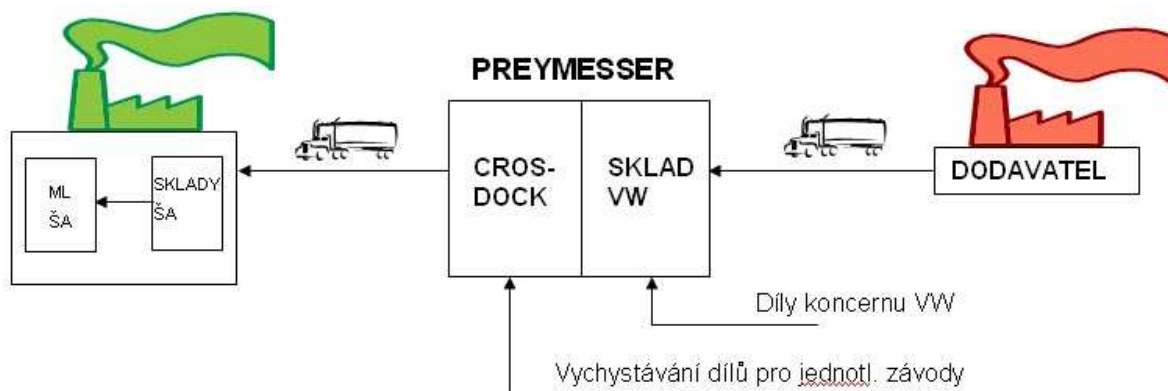 PREYMESSER
ML
ŠA
SKLADY
ŠA
CROS-
DOCK
SKLAD
VW
DODAVATEL
Díly koncernu VW
Vychystávání dílů pro jednotl. závody